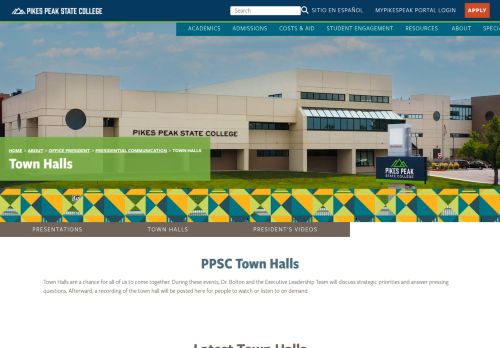 PIKES PEAK STATE COLLEGE
Search
SITIO EN ESPAÑOL
MYPIKESPEAK PORTAL LOGIN
APPLY
ACADEMICS
ADMISSIONS
COSTS & AID
STUDENT ENGAGEMENT
RESOURCES
ABOUT
SPECI
PIKES PEAK STATE COLLEGE
PIKES PEAK
STATE COLLEGE
HOME > ABOUT > OFFICE PRESIDENT > PRESIDENTIAL COMMUNICATION > TOWN HALLS
Town Halls
PRESENTATIONS
TOWN HALLS
PRESIDENT'S VIDEOS
PPSC Town Halls
Town Halls are a chance for all of us to come together. During these events, Dr. Bolton and the Executive Leadership Team will discuss strategic priorities and answer pressing
questions. Afterward, a recording of the town hall will be posted here for people to watch or listen to on demand.
Latest Town Halls